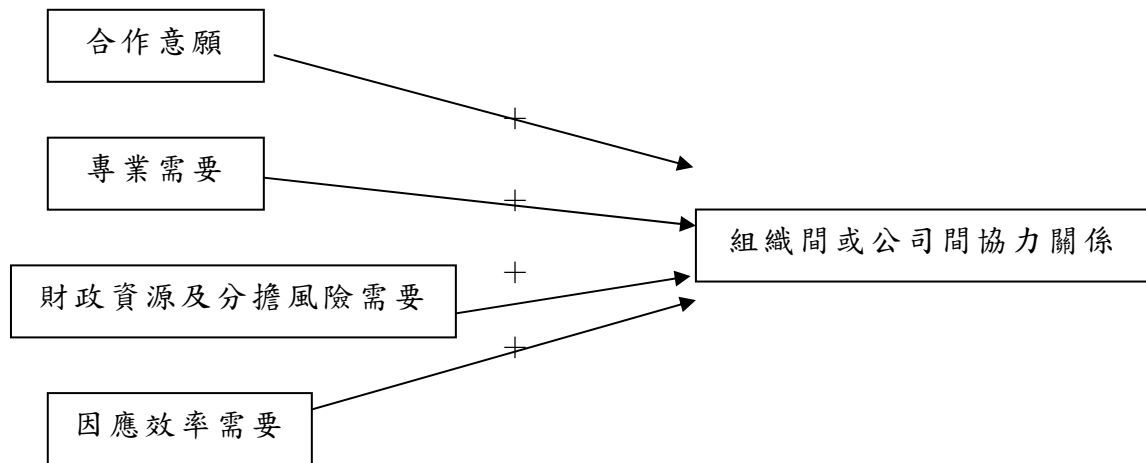 合作意願
+
專業需要
+
組織間或公司間協力關係
財政資源及分擔風險需要
+
+
因應效率需要